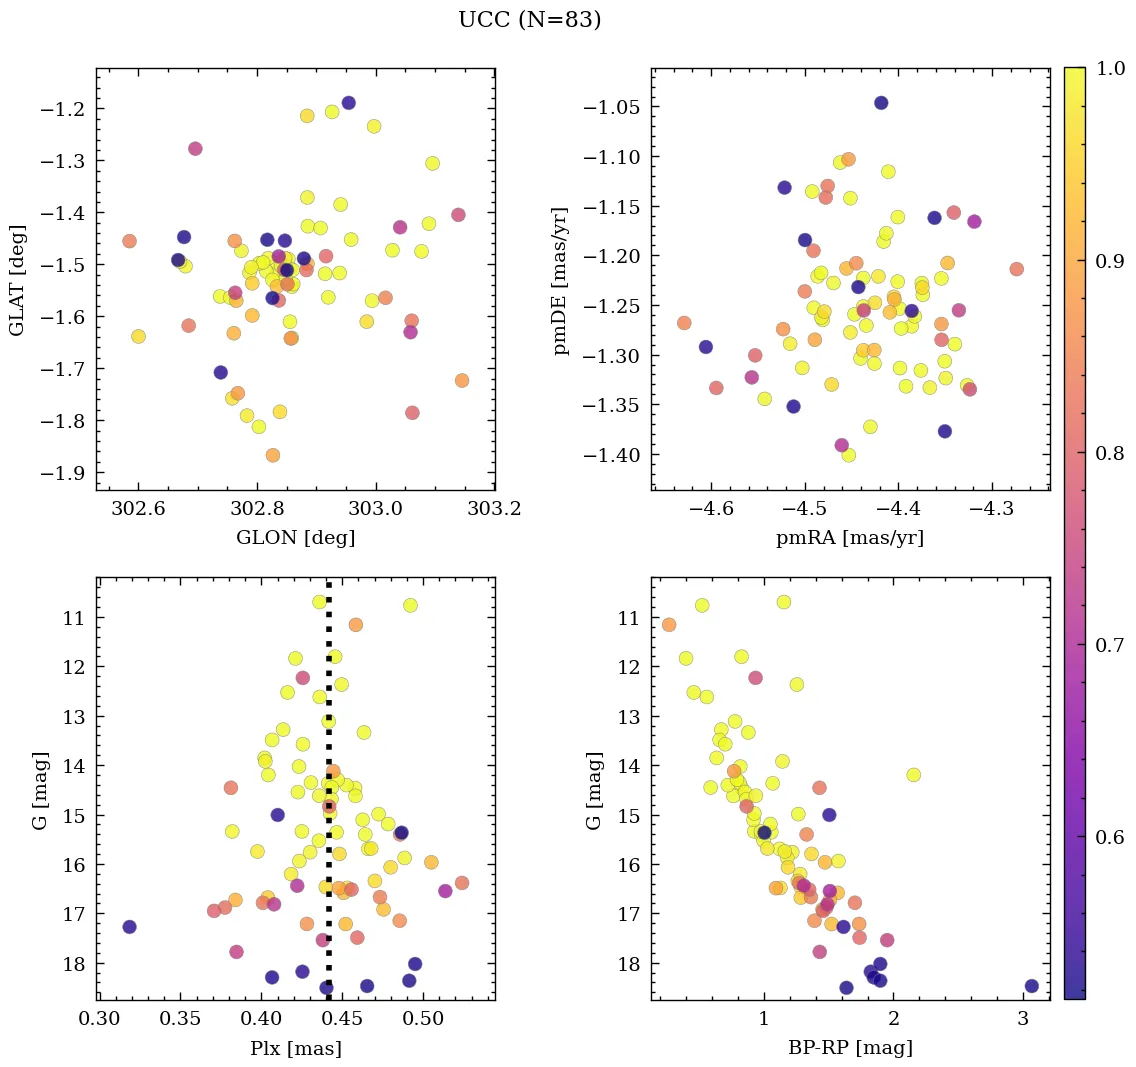 UCC (N=83)
−1.2
−1.3
−1.4
−1.5
−1.6
−1.7
−1.8
−1.9
GLAT [deg]
302.6 302.8 303.0 303.2
GLON [deg]
−1.05
−1.10
−1.15
−1.20
−1.25
−1.30
−1.35
−1.40
pmDE [mas/yr]
−4.6 −4.5 −4.4 −4.3
pmRA [mas/yr]
1.0
0.9
0.8
0.7
0.6
11
12
13
14
15
16
17
18
G [mag]
0.30 0.35 0.40 0.45 0.50
Plx [mas]
11
12
13
14
15
16
17
18
G [mag]
1 2 3
BP-RP [mag]